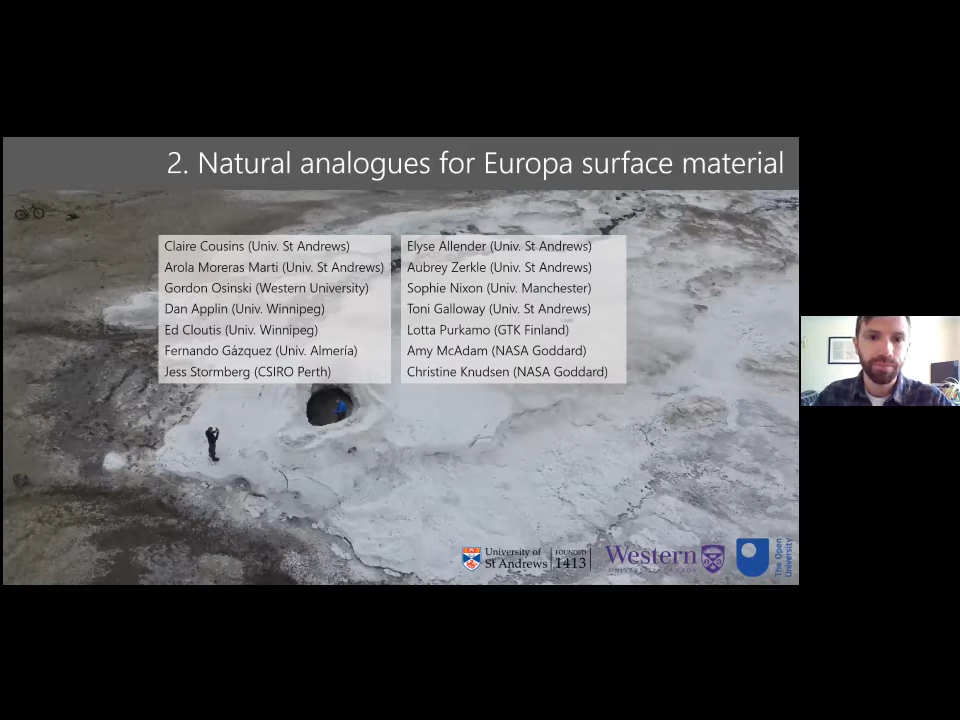 2. Natural analogues for Europa surface material
Claire Cousins (Univ. St Andrews)
Arola Moreras Marti (Univ. St Andrews)
Gordon Osinski (Western University)
Dan Applin (Univ. Winnipeg)
Ed Cloutis (Univ. Winnipeg)
Fernando Gázquez (Univ. Almería)
Jess Stormberg (CSIRO Perth)
Elyse Allender (Univ. St Andrews)
Aubrey Zerkle (Univ. St Andrews)
Sophie Nixon (Univ. Manchester)
Toni Galloway (Univ. St Andrews)
Lotta Purkamo (GTK Finland)
Amy McAdam (NASA Goddard)
Christine Knudsen (NASA Goddard)
University of
St Andrews
FOUNDED
1413
Western
UNIVERSITY · CANADA
The Open
University